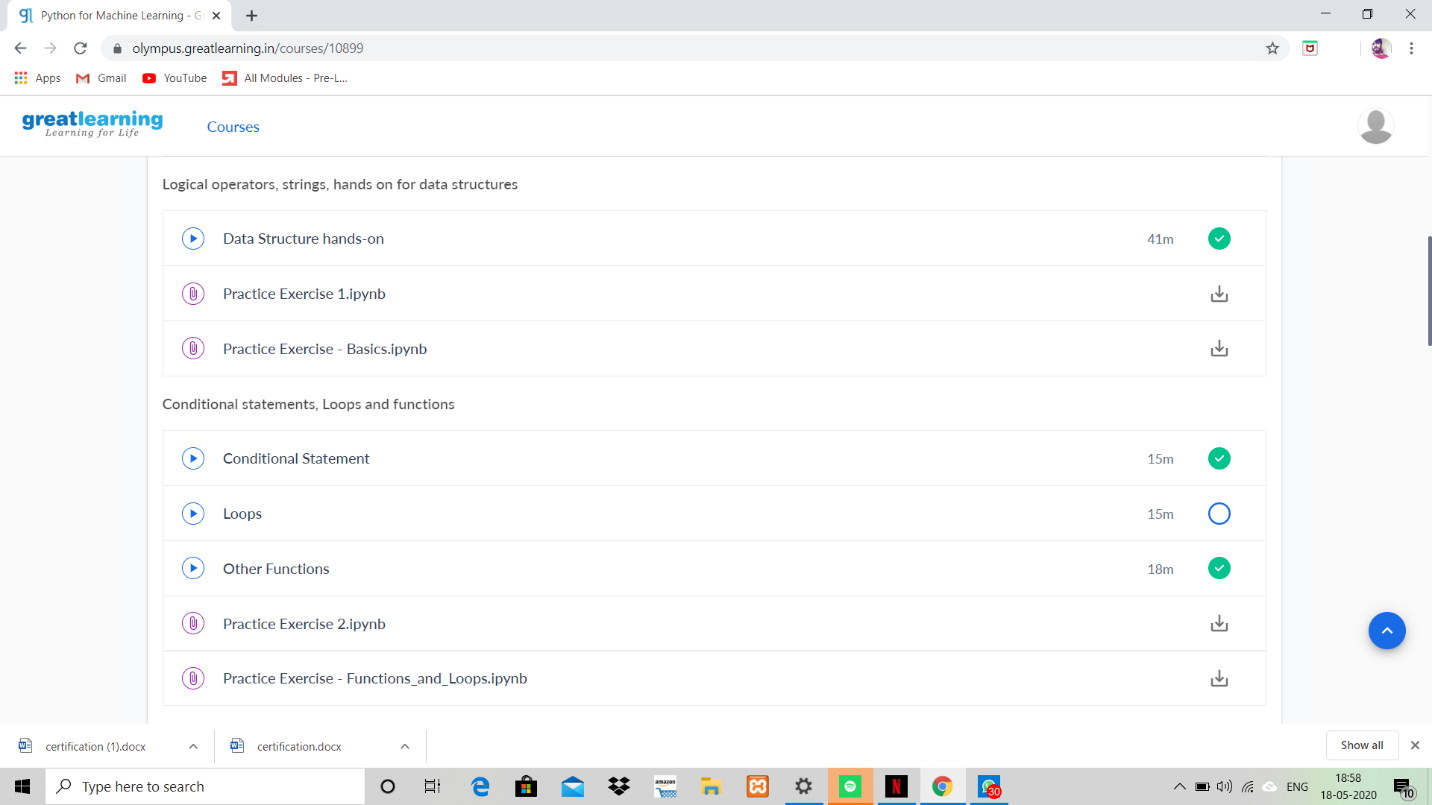 gl Python for Machine Learning - G
olympus.greatlearning.in/courses/10899
Apps Gmail YouTube All Modules - Pre-L...
greatlearning
Learning for Life
Courses
Logical operators, strings, hands on for data structures
Data Structure hands-on 41m
Practice Exercise 1.ipynb
Practice Exercise - Basics.ipynb
Conditional statements, Loops and functions
Conditional Statement 15m
Loops 15m
Other Functions 18m
Practice Exercise 2.ipynb
Practice Exercise - Functions_and_Loops.ipynb
certification (1).docx certification.docx Show all
Type here to search
amazon
N
30
ENG
18:58
18-05-2020
10